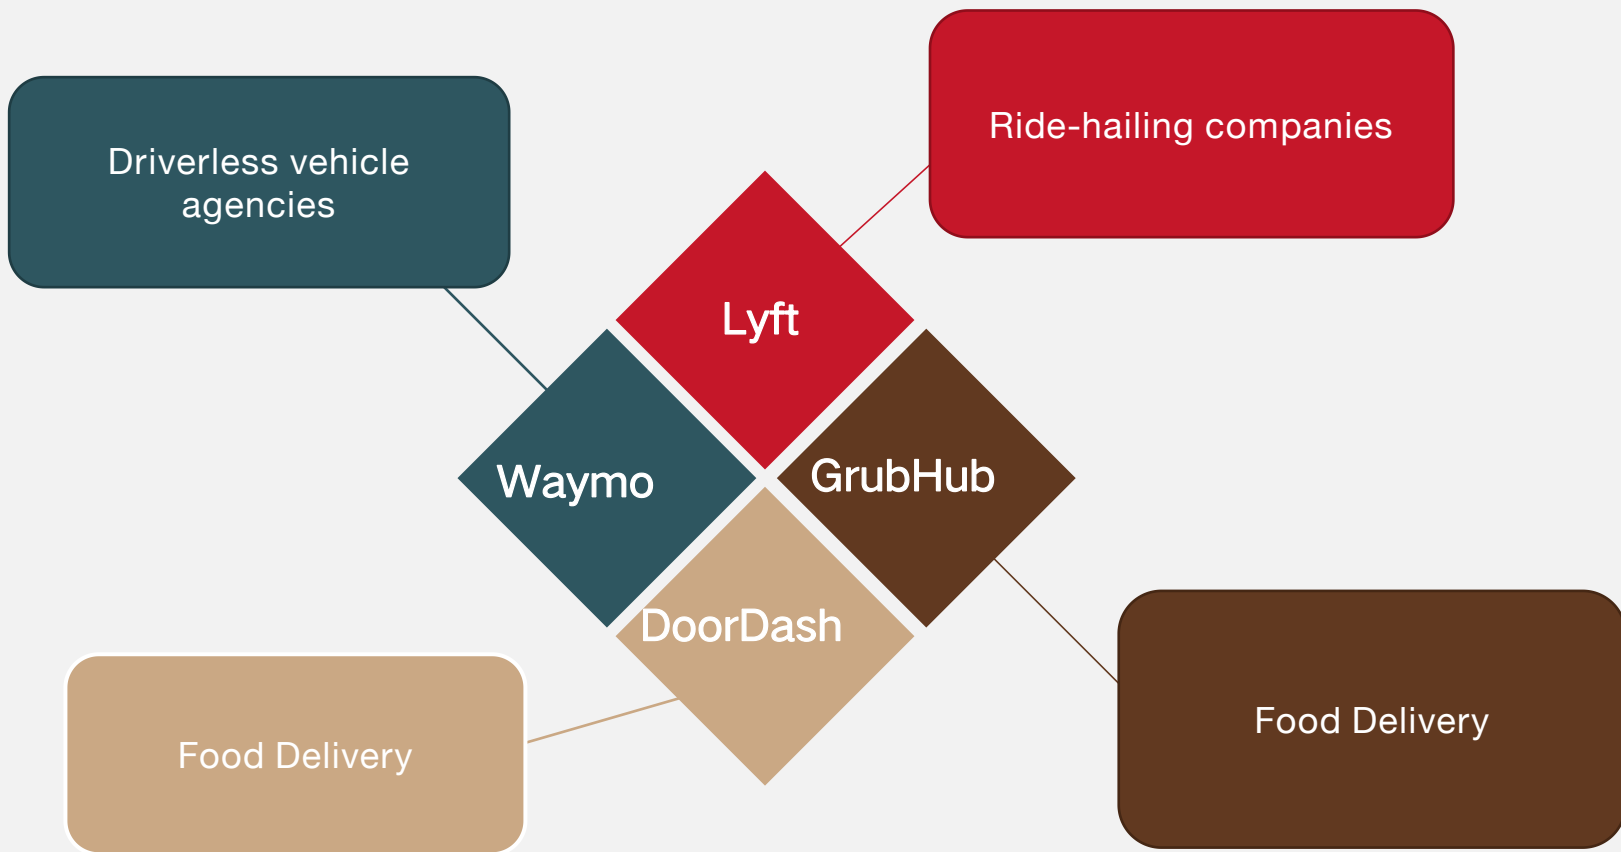 Ride-hailing companies
Driverless vehicle
agencies
Lyft
Waymo
GrubHub
DoorDash
Food Delivery
Food Delivery